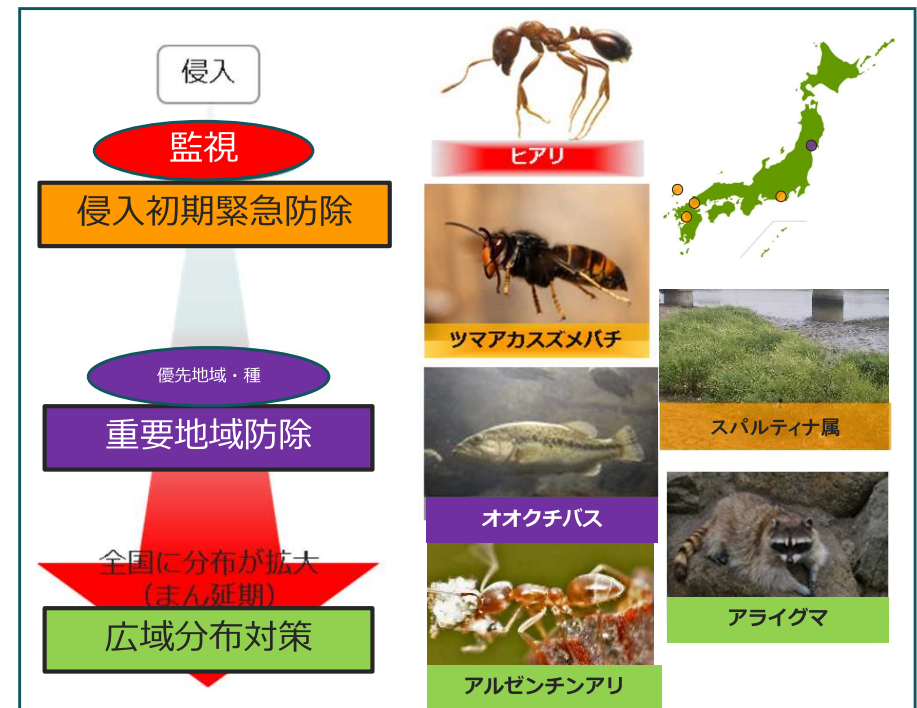 侵入
監視
侵入初期緊急防除
優先地域・種
重要地域防除
全国に分布が拡大
(まん延期)
広域分布対策
ヒアリ
ツマアカスズメバチ
スパルティナ属
オオクチバス
アライグマ
アルゼンチンアリ